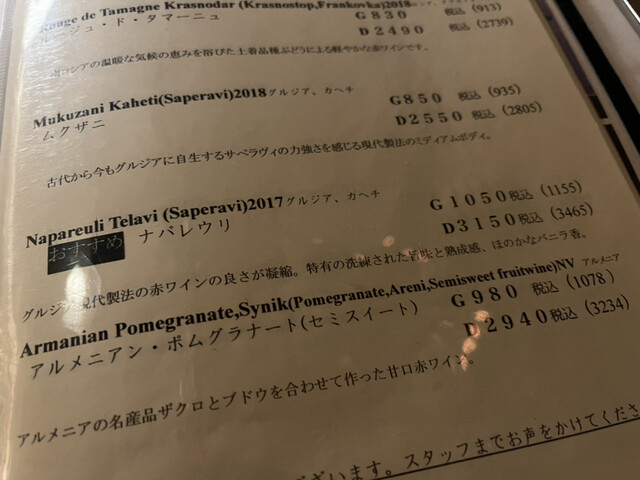 Rouge de Tamagne Krasnodar (Krasnostop,Frankovka)2018
ルージュ・ド・タマーニュ
G830 税込 (913)
D2490 税込 (2739)
南ロシアの温暖な気候の恵みを浴びた土着品種ぶどうによる軽やかな赤ワインです。
Mukuzani Kaheti(Saperavi)2018 グルジア、カヘチ
ムクザニ
G850 税込 (935)
D2550 税込 (2805)
古代から今もグルジアに自生するサペラヴィの力強さを感じる現代製法のミディアムボディ。
Napareuli Telavi (Saperavi)2017 グルジア、カヘチ
おすすめ ナパレウリ
G1050 税込 (1155)
D3150 税込 (3465)
グルジア現代製法の赤ワインの良さが凝縮。特有の洗練された旨味と熟成感、ほのかなバニラ香。
Armanian Pomegranate,Synik(Pomegranate,Areni,Semisweet fruitwine)NV アルメニア
アルメニアン・ポムグラナート(セミスイート)
G980 税込 (1078)
D2940 税込 (3234)
アルメニアの名産品ザクロとブドウを合わせて作った甘口赤ワイン。
ございます。スタッフまでお声をかけてくださ